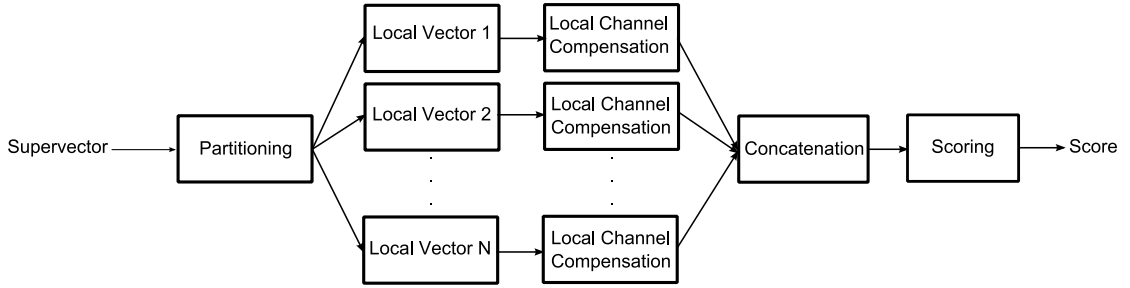 Supervector
Partitioning
Local Vector 1
Local Channel
Compensation
Local Vector 2
Local Channel
Compensation
Local Vector N
Local Channel
Compensation
Concatenation
Scoring
Score